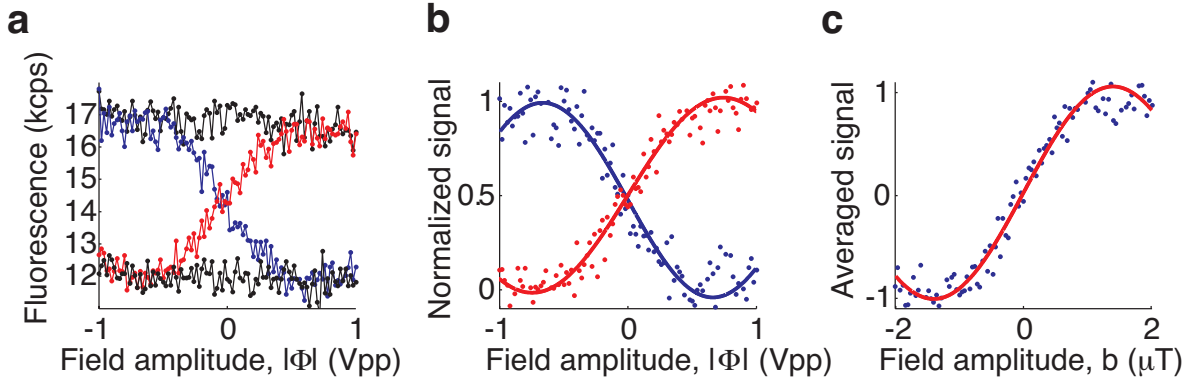 a
Fluorescence (kcps)
17
16
15
14
13
12
-1
0
1
Field amplitude, |Φ| (Vpp)
b
Normalized signal
1
0.5
0
-1
0
1
Field amplitude, |Φ| (Vpp)
c
Averaged signal
1
0
-1
-2
0
2
Field amplitude, b (μT)